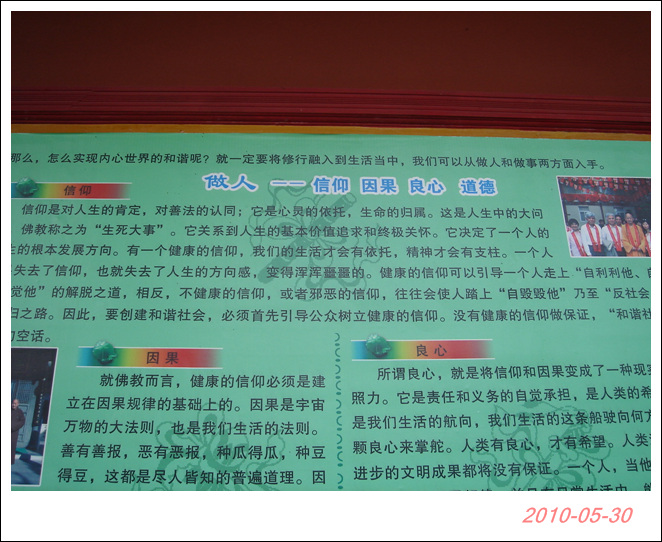 那么,怎么实现内心世界的和谐呢?就一定要将修行融入到生活当中,我们可以从做人和做事两方面入手。
做人 ——信仰 因果 良心 道德
信仰
信仰是对人生的肯定,对善法的认同;它是心灵的依托,生命的归属。这是人生中的大问
佛教称之为“生死大事”。它关系到人生的基本价值追求和终极关怀。它决定了一个人的
生的根本发展方向。有一个健康的信仰,我们的生活才会有依托,精神才会有支柱。一个人
失去了信仰,也就失去了人生的方向感,变得浑浑噩噩的。健康的信仰可以引导一个人走上“自利利他、自
觉他”的解脱之道,相反,不健康的信仰,或者邪恶的信仰,往往会使人踏上“自毁毁他”乃至“反社会
归之路。因此,要创建和谐社会,必须首先引导公众树立健康的信仰。没有健康的信仰做保证,“和谐社
句空话。
因果
就佛教而言,健康的信仰必须是建
立在因果规律的基础上的。因果是宇宙
万物的大法则,也是我们生活的法则。
善有善报,恶有恶报,种瓜得瓜,种豆
得豆,这都是尽人皆知的普遍道理。因
良心
所谓良心,就是将信仰和因果变成了一种现实
照力。它是责任和义务的自觉承担,是人类的希
是我们生活的航向,我们生活的这条船驶向何方
颗良心来掌舵。人类有良心,才有希望。人类
进步的文明成果都将没有保证。一个人,当他
2010-05-30